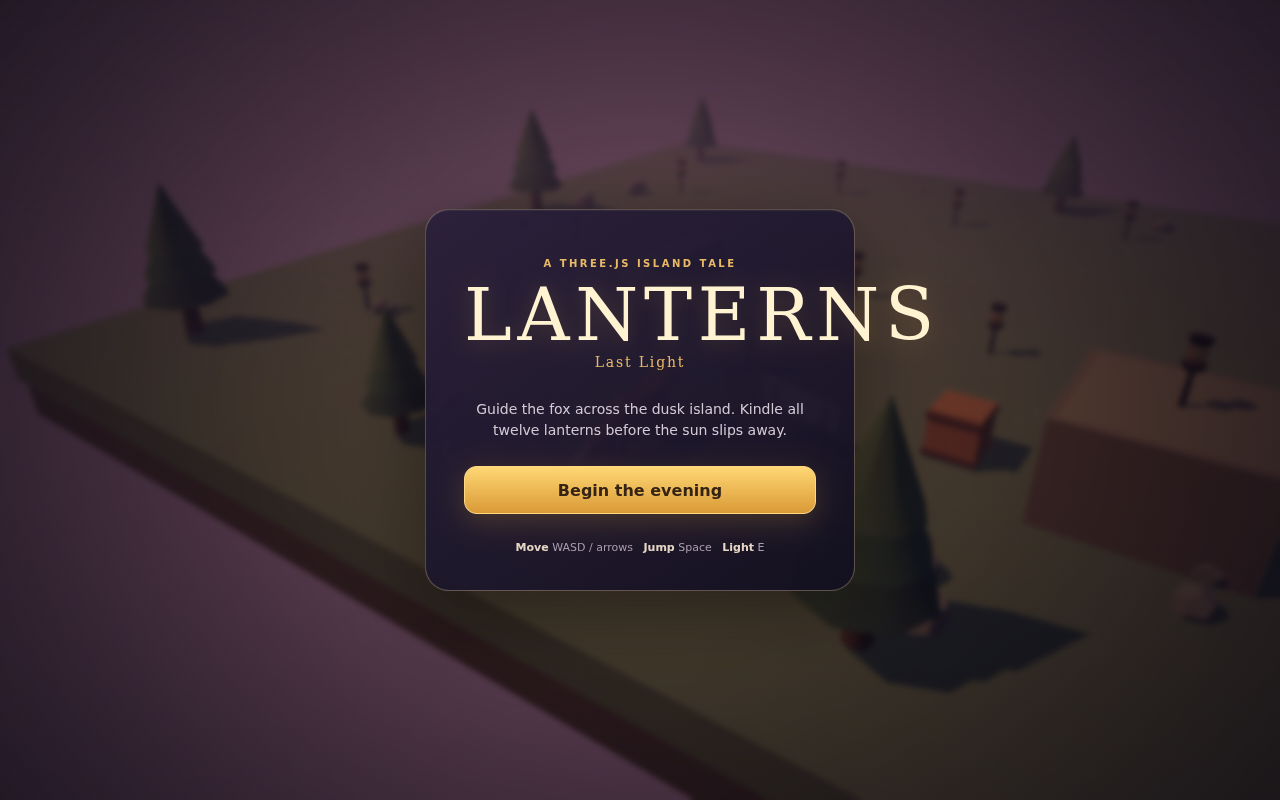 A THREE.JS ISLAND TALE
LANTERNS
Last Light
Guide the fox across the dusk island. Kindle all
twelve lanterns before the sun slips away.
Begin the evening
Move WASD / arrows Jump Space Light E